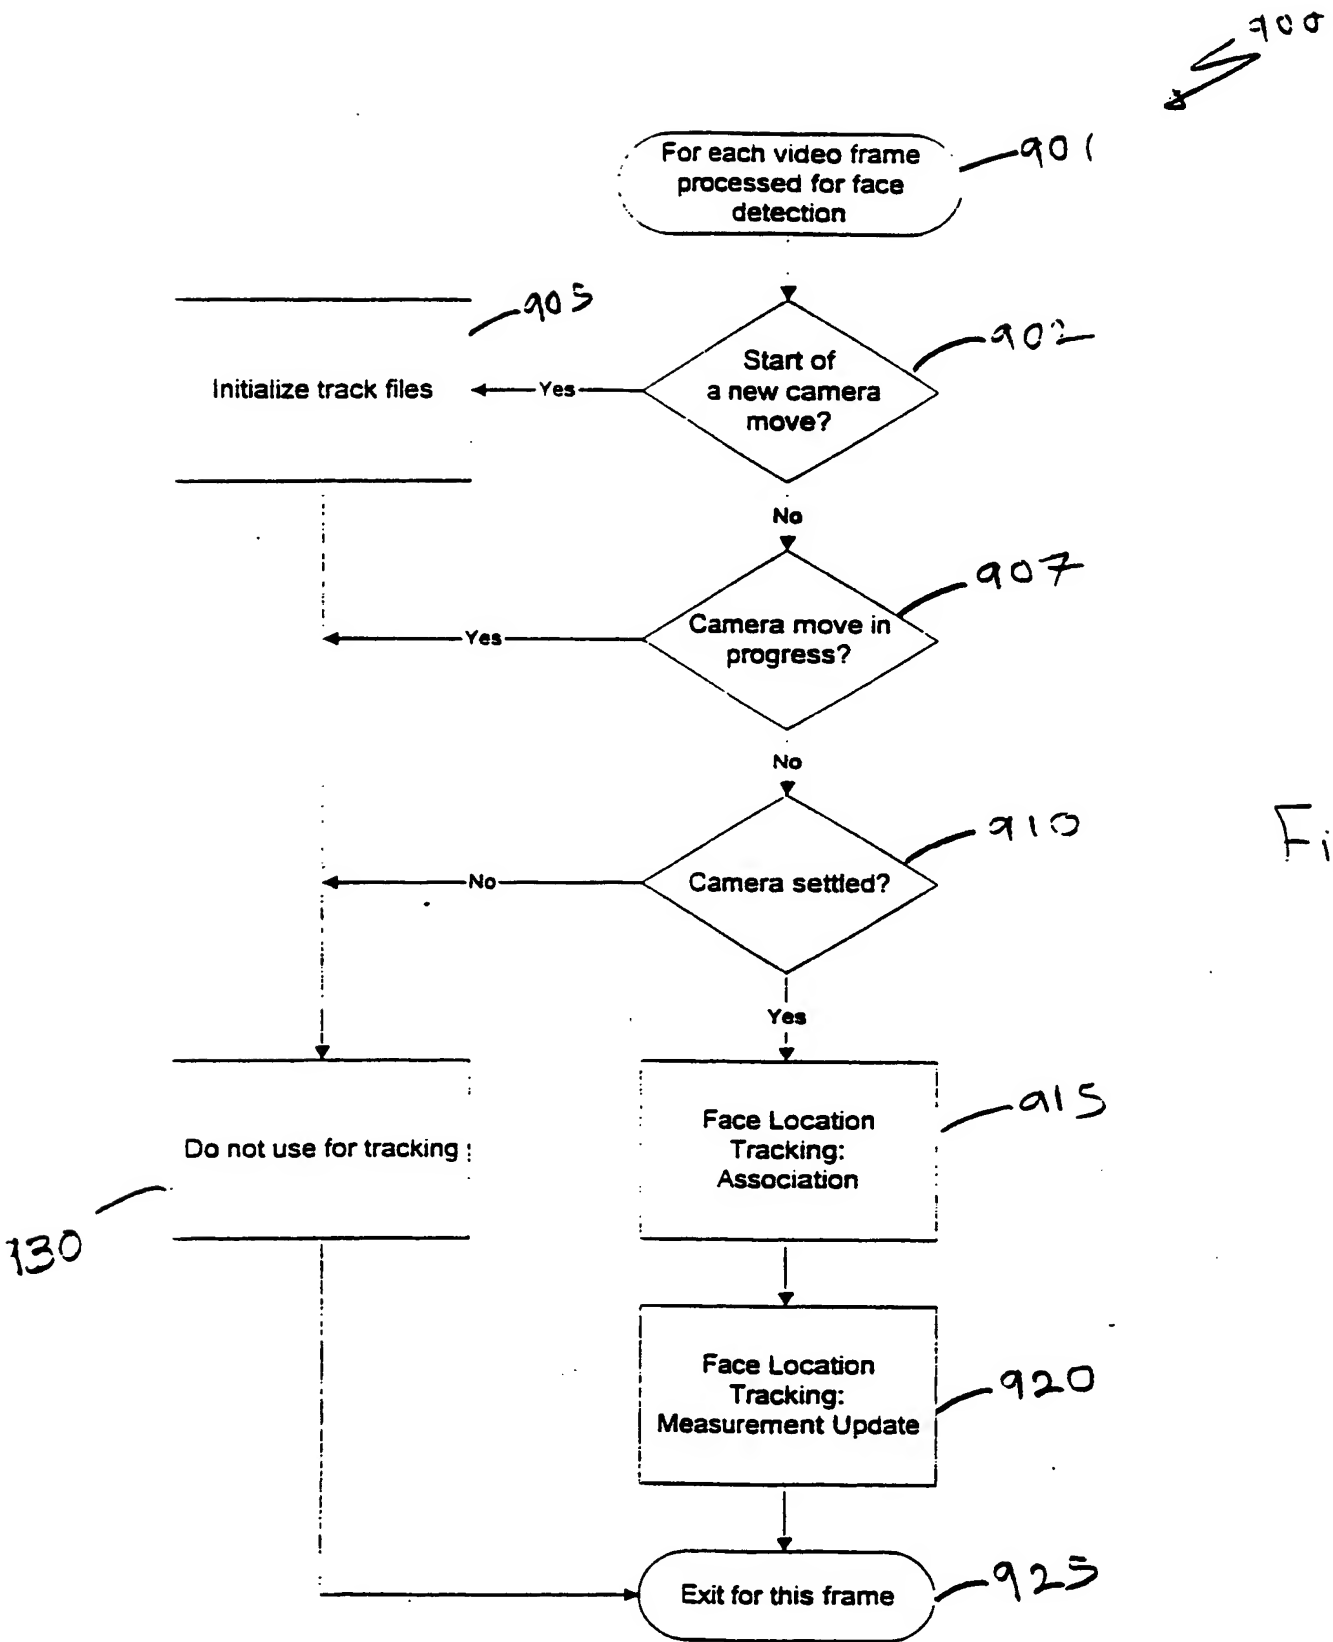 900
For each video frame
processed for face
detection
901
905
902
Start of
a new camera
move?
Initialize track files
Yes
No
907
Camera move in
progress?
Yes
No
910
Fi
Camera settled?
No
Yes
915
Face Location
Tracking:
Association
Do not use for tracking
130
920
Face Location
Tracking:
Measurement Update
925
Exit for this frame